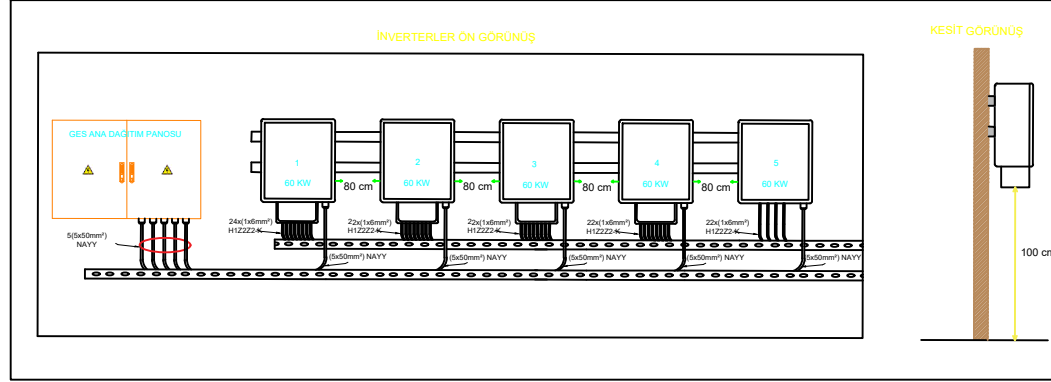 İNVERTERLER ÖN GÖRÜNÜŞ
KESİT GÖRÜNÜŞ
GES ANA DAĞITIM PANOSU
1
60 KW
2
60 KW
3
60 KW
4
60 KW
5
60 KW
80 cm
80 cm
80 cm
80 cm
24x(1x6mm²)
H1Z2Z2-K
22x(1x6mm²)
H1Z2Z2-K
22x(1x6mm²)
H1Z2Z2-K
22x(1x6mm²)
H1Z2Z2-K
22x(1x6mm²)
H1Z2Z2-K
5(5x50mm²)
NAYY
(5x50mm²) NAYY
(5x50mm²) NAYY
(5x50mm²) NAYY
(5x50mm²) NAYY
(5x50mm²) NAYY
100 cm